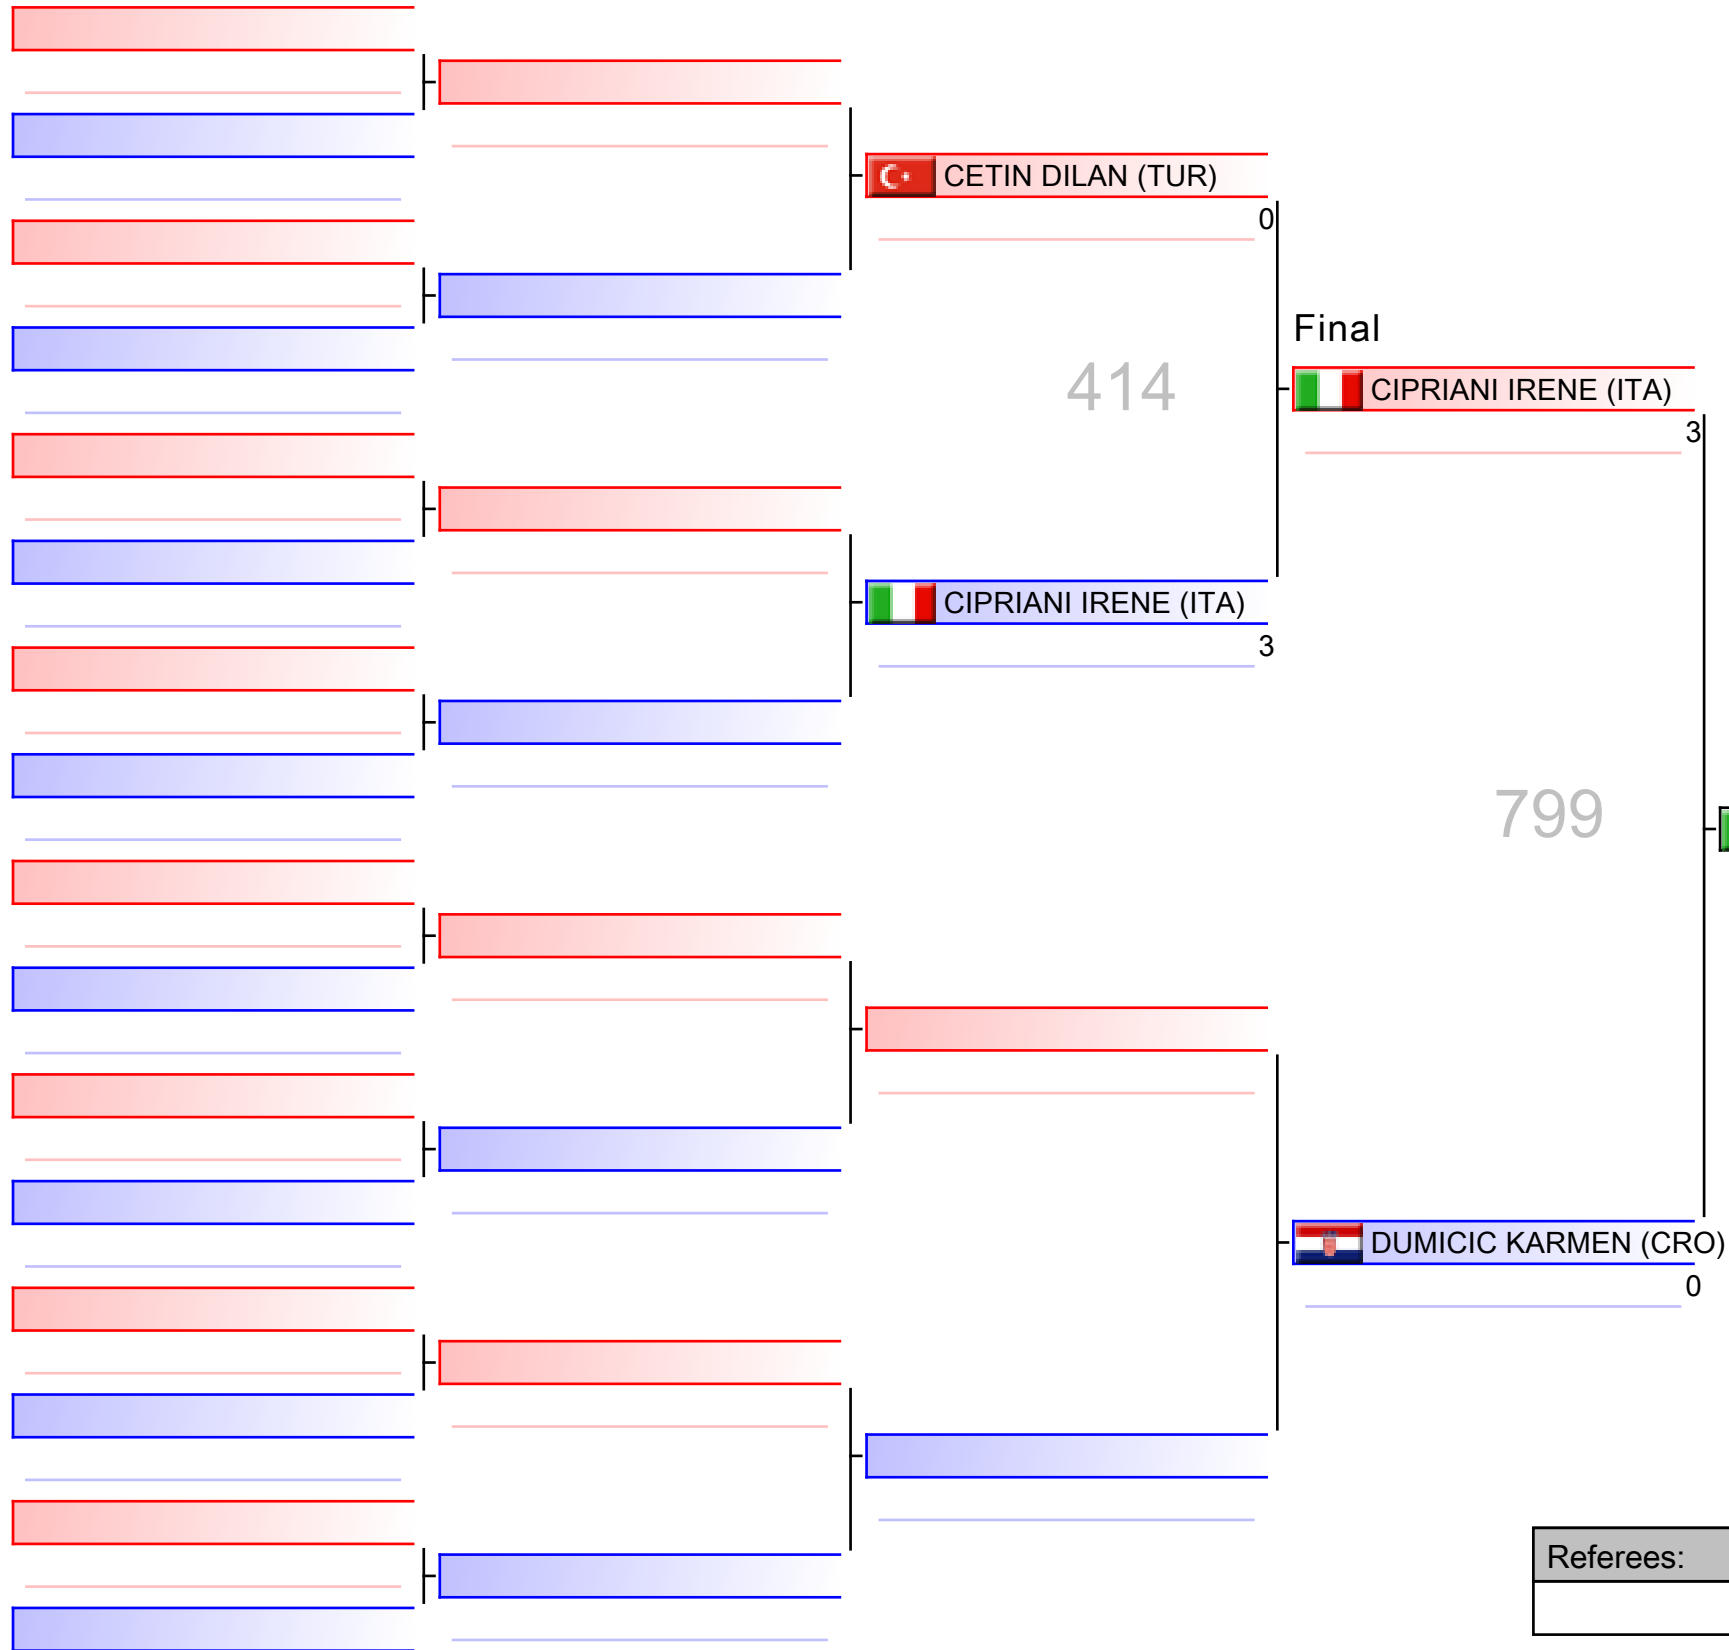 CETIN DILAN (TUR)
0
414
CIPRIANI IRENE (ITA)
3
Final
CIPRIANI IRENE (ITA)
3
799
DUMICIC KARMEN (CRO)
0
Referees: